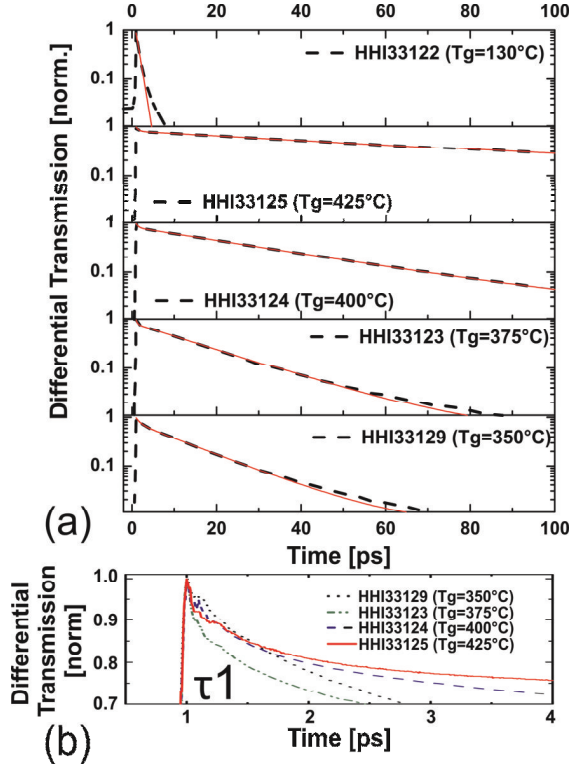 0 20 40 60 80 100
1
0.1
HHI33122 (Tg=130°C)
1
0.1
HHI33125 (Tg=425°C)
1
0.1
HHI33124 (Tg=400°C)
1
0.1
HHI33123 (Tg=375°C)
1
0.1
HHI33129 (Tg=350°C)
Differential Transmission [norm.]
0 20 40 60 80 100
Time [ps]
(a)
Differential
Transmission
[norm]
1.0
0.9
0.8
0.7
HHI33129 (Tg=350°C)
HHI33123 (Tg=375°C)
HHI33124 (Tg=400°C)
HHI33125 (Tg=425°C)
τ1
1 2 3 4
Time [ps]
(b)